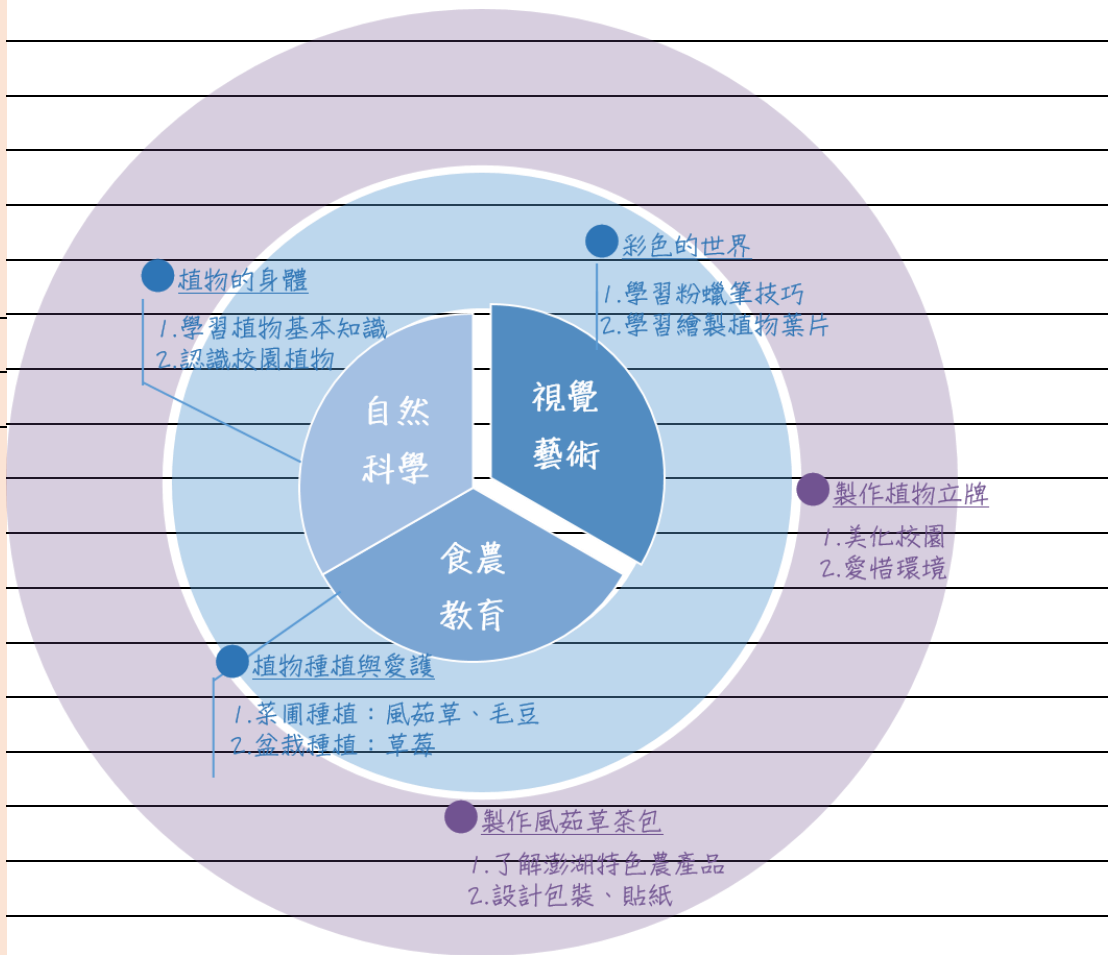 彩色的世界
1.學習粉蠟筆技巧
2.學習繪製植物葉片
植物的身體
1.學習植物基本知識
2.認識校園植物
視覺
藝術
自然
科學
食農
教育
製作植物立牌
1.美化校園
2.愛惜環境
植物種植與愛護
1.菜圃種植：風茹草、毛豆
2.盆栽種植：草莓
製作風茹草茶包
1.了解澎湖特色農產品
2.設計包裝、貼紙